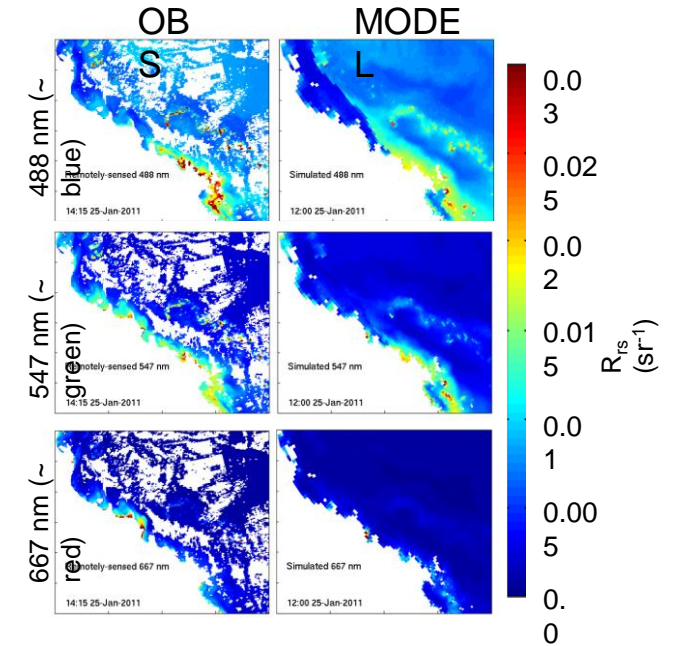 OB
S
MODE
L
488 nm (~
blue)
Remotely-sensed 488 nm
14:15 25-Jan-2011
Simulated 488 nm
12:00 25-Jan-2011
547 nm (~
green)
Remotely-sensed 547 nm
14:15 25-Jan-2011
Simulated 547 nm
12:00 25-Jan-2011
667 nm (~
red)
Remotely-sensed 667 nm
14:15 25-Jan-2011
Simulated 667 nm
12:00 25-Jan-2011
0.0
3
0.02
5
0.0
2
0.01
5
0.0
1
0.00
5
0.
0
Rrs
(sr-1)